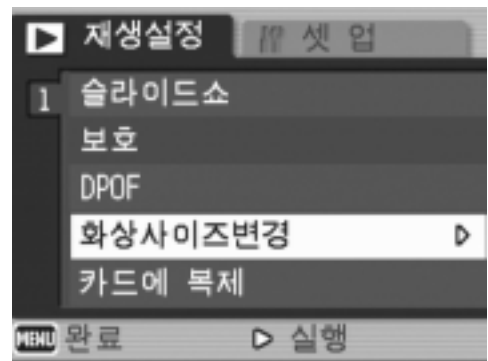 재생설정 셋 업
1 슬라이드쇼
보호
DPOF
화상사이즈변경
카드에 복제
MENU 완료 실행